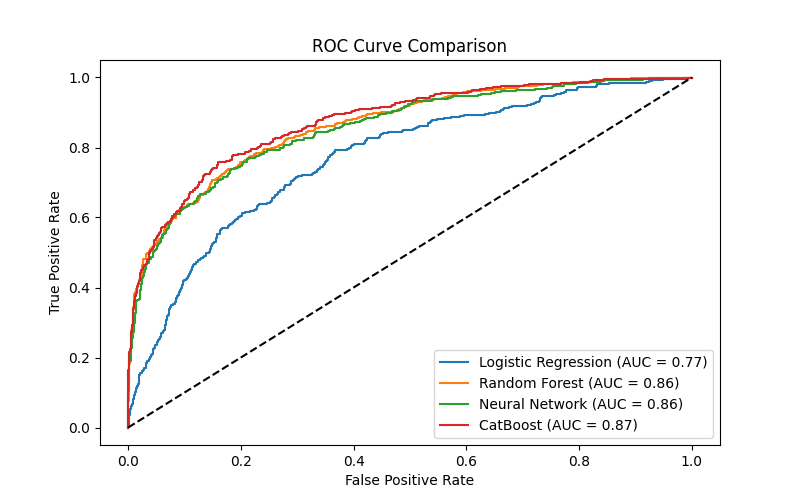 ROC Curve Comparison
True Positive Rate
1.0
0.8
0.6
0.4
0.2
0.0
Logistic Regression (AUC = 0.77)
Random Forest (AUC = 0.86)
Neural Network (AUC = 0.86)
CatBoost (AUC = 0.87)
0.0 0.2 0.4 0.6 0.8 1.0
False Positive Rate